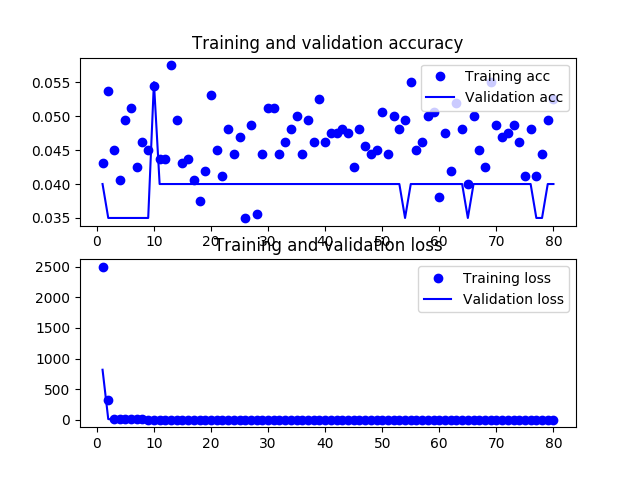 Training and validation accuracy
0.055
0.050
0.045
0.040
0.035
Training acc
Validation acc
0 10 20 30 40 50 60 70 80
Training and validation loss
2500
2000
1500
1000
500
0
Training loss
Validation loss
0 10 20 30 40 50 60 70 80